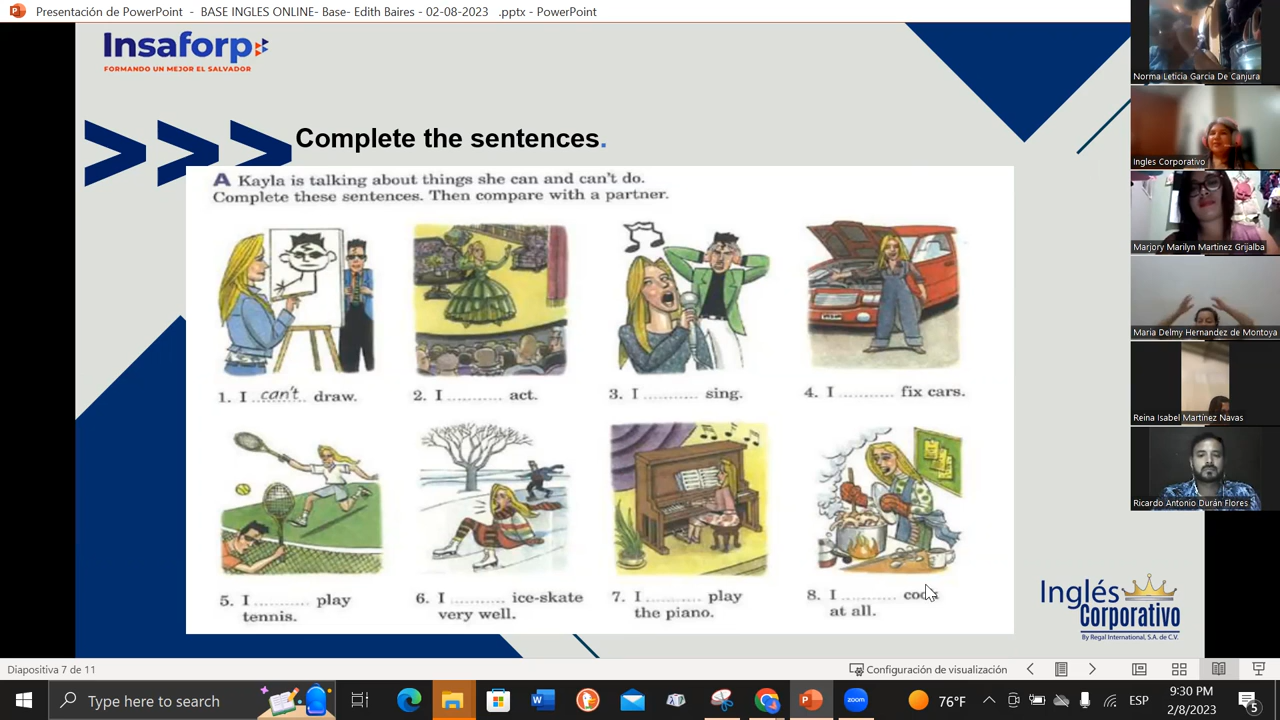 Presentación de PowerPoint - BASE INGLES ONLINE- Base- Edith Baires - 02-08-2023 .pptx - PowerPoint
Insaforp
FORMANDO UN MEJOR EL SALVADOR
>>> Complete the sentences.
A Kayla is talking about things she can and can't do.
Complete these sentences. Then compare with a partner.
1. I can't draw.
2. I .......... act.
3. I .......... sing.
4. I .......... fix cars.
5. I .......... play
tennis.
6. I .......... ice-skate
very well.
7. I .......... play
the piano.
8. I .......... cook
at all.
Norma Leticia Garcia De Canjura
Ingles Corporativo
Marjory Marilyn Martinez Grijalba
Maria Delmy Hernandez de Montoya
Reina Isabel Martinez Navas
Ricardo Antonio Durán Flores
Inglés
Corporativo
By Regal International, S.A. de C.V.
Diapositiva 7 de 11
Configuración de visualización
Type here to search
zoom
76°F
ESP
9:30 PM
2/8/2023
5